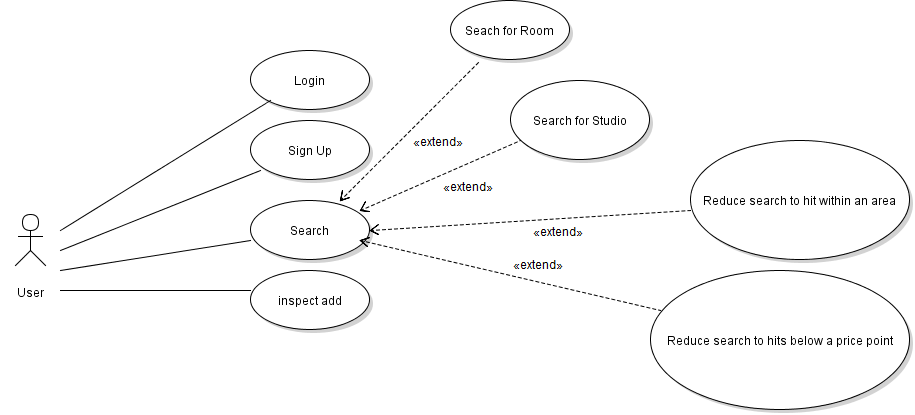 Seach for Room
Login
Search for Studio
Sign Up
«extend»
«extend»
Reduce search to hit within an area
Search
«extend»
«extend»
User
inspect add
Reduce search to hits below a price point